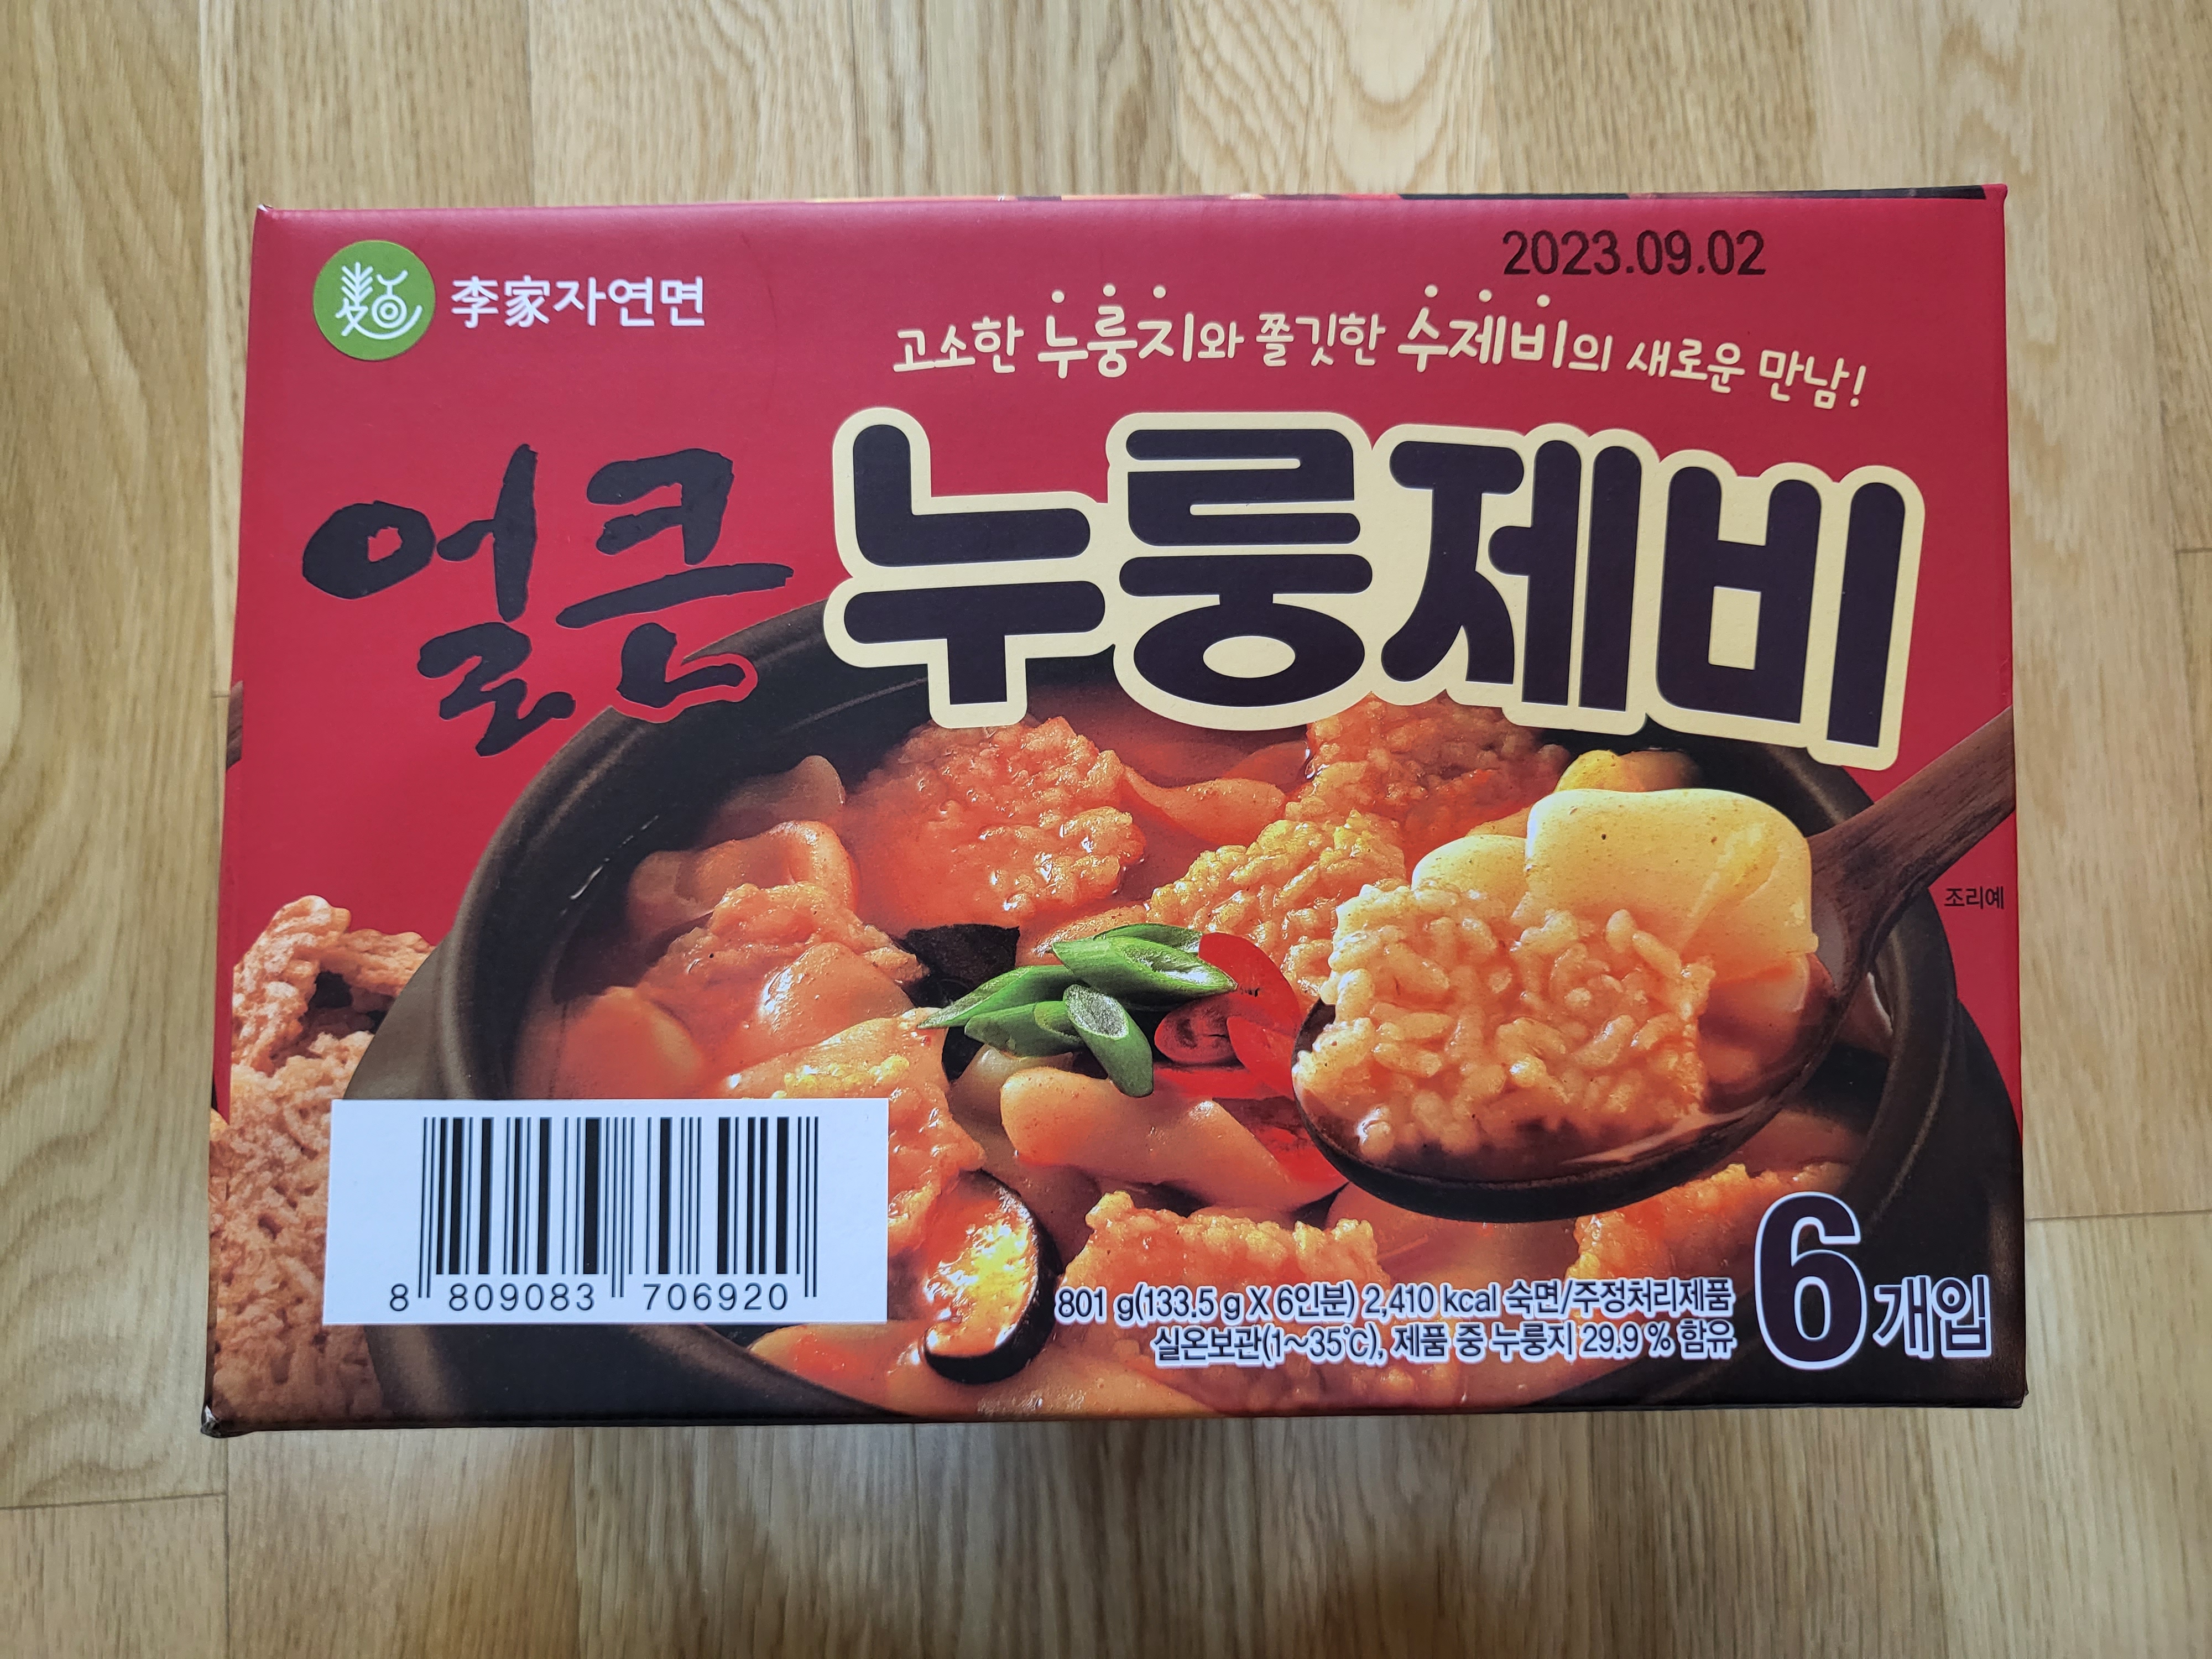 2023.09.02
李家자연면
고소한 누룽지와 쫄깃한 수제비의 새로운 만남!
얼큰 누룽제비
조리예
8 809083 706920
801 g(133.5 g X 6인분) 2,410 kcal 숙면/주정처리제품
실온보관(1~35℃), 제품 중 누룽지 29.9 % 함유
6개입